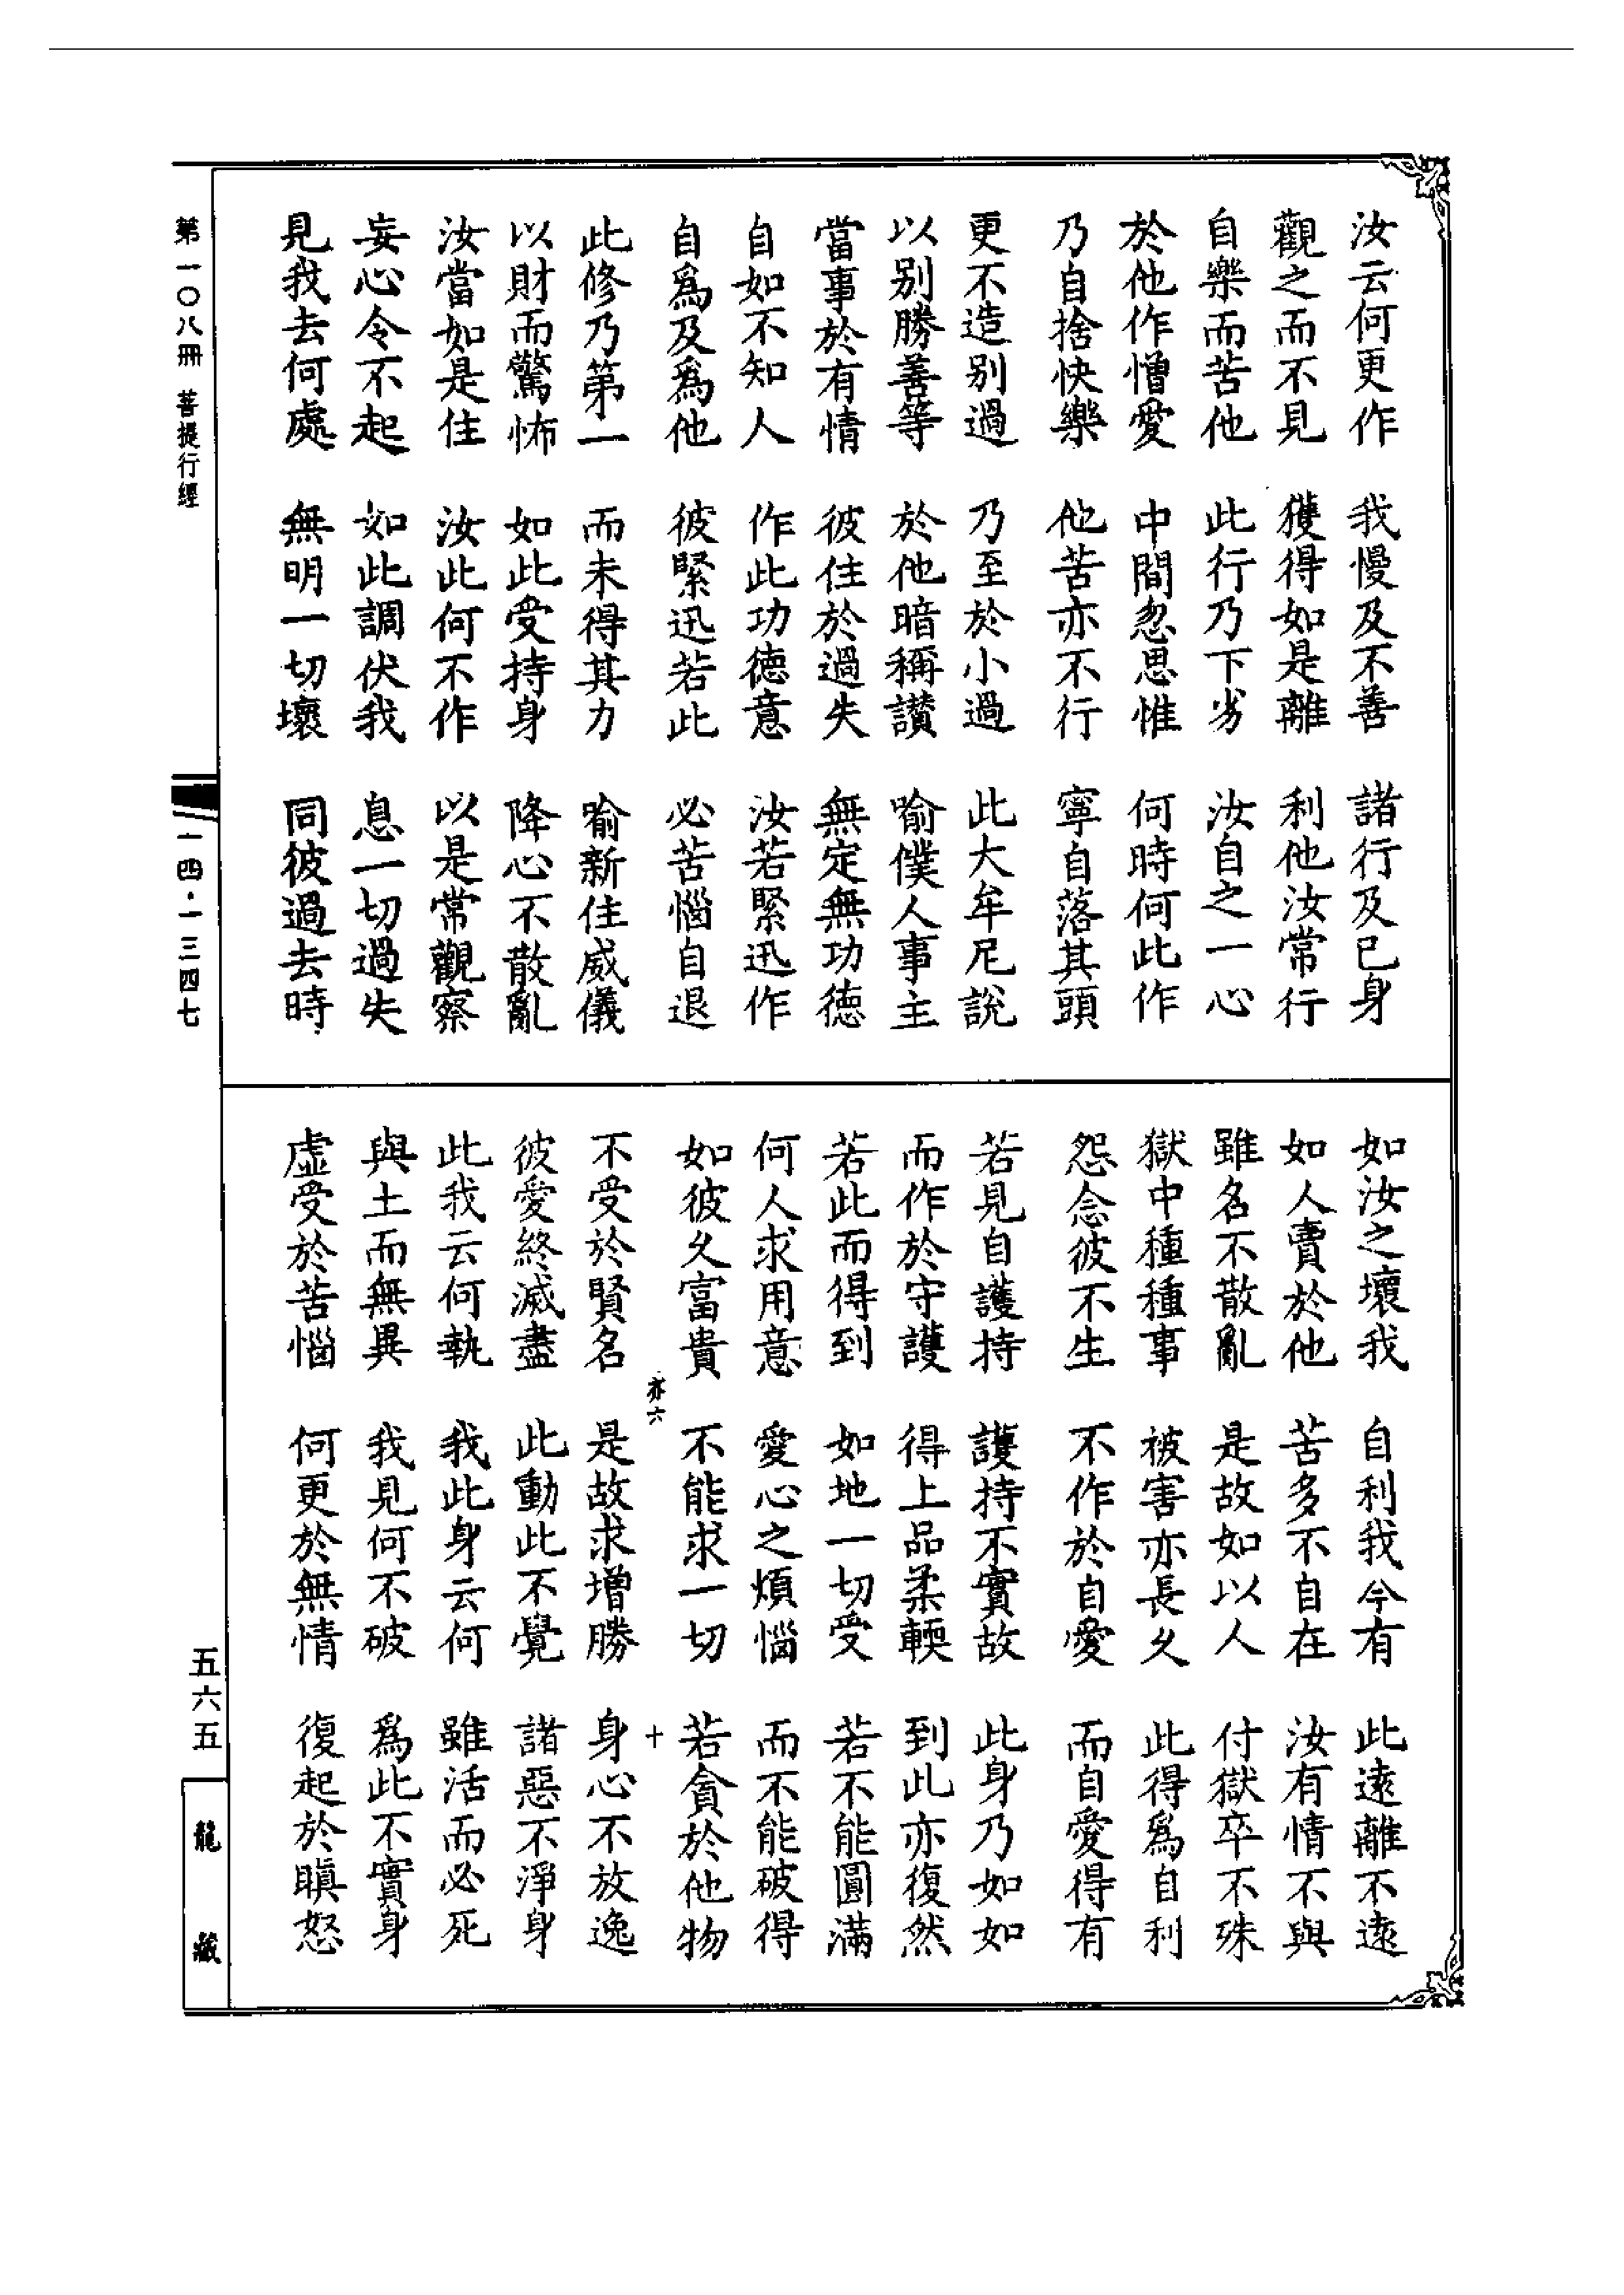 汝云何更作　我慢及不善　諸行及已身
觀之而不見　獲得如是離　利他汝常行
自樂而苦他　此行乃下劣　汝自之一心
於他作憎愛　中間忽思惟　何時何此作
乃自捨快樂　他苦亦不行　寧自落其頭
更不造别過　乃至於小過　此大牟尼說
以别勝善等　於他暗稱讃　喻僕人事主
當事於有情　彼住於過失　無定無功德
自如不知人　作此功德意　汝若緊迅作
自爲及爲他　彼緊迅若此　必苦惱自退
此修乃第一　而未得其力　喻新住威儀
以財而驚怖　如此受持身　降心不散亂
汝當如是住　汝此何不作　以是常觀察
妄心令不起　如此調伏我　息一切過失
見我去何處　無明一切壞　同彼過去時
如汝之壞我　自利我今有　此遠離不遠
如人賣於他　苦多不自在　汝有情不與
雖名不散亂　是故如以人　付獄卒不殊
獄中種種事　被害亦長久　此得爲自利
怨念彼不生　不作於自愛　而自愛得有
若見自護持　護持不實故　此身乃如如
而作於守護　得上品柔輭　到此亦復然
若此而得到　如地一切受　若不能圓滿
何人求用意　愛心之煩惱　而不能破得
如彼久富貴　不能求一切　若貪於他物
亦六　十
不受於賢名　是故求增勝　身心不放逸
彼愛終滅盡　此動此不覺　諸惡不淨身
此我云何執　我此身云何　雖活而必死
與土而無異　我見何不破　爲此不實身
虛受於苦惱　何更於無情　復起於瞋怒
第一〇八冊　菩提行經
一四·一三四七
五六五
龍藏